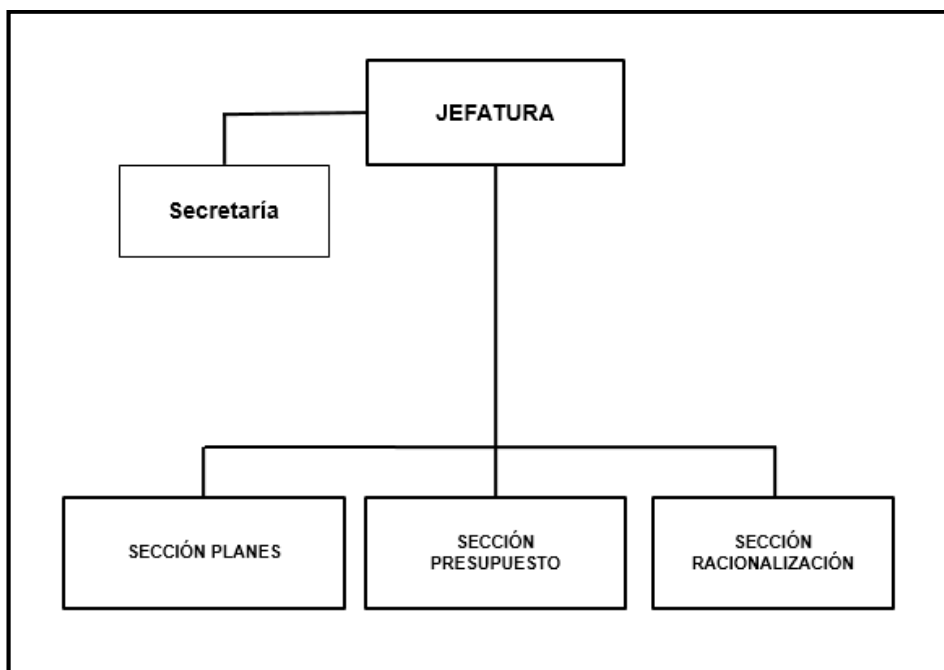 JEFATURA
Secretaría
SECCIÓN PLANES
SECCIÓN
PRESUPUESTO
SECCIÓN
RACIONALIZACIÓN